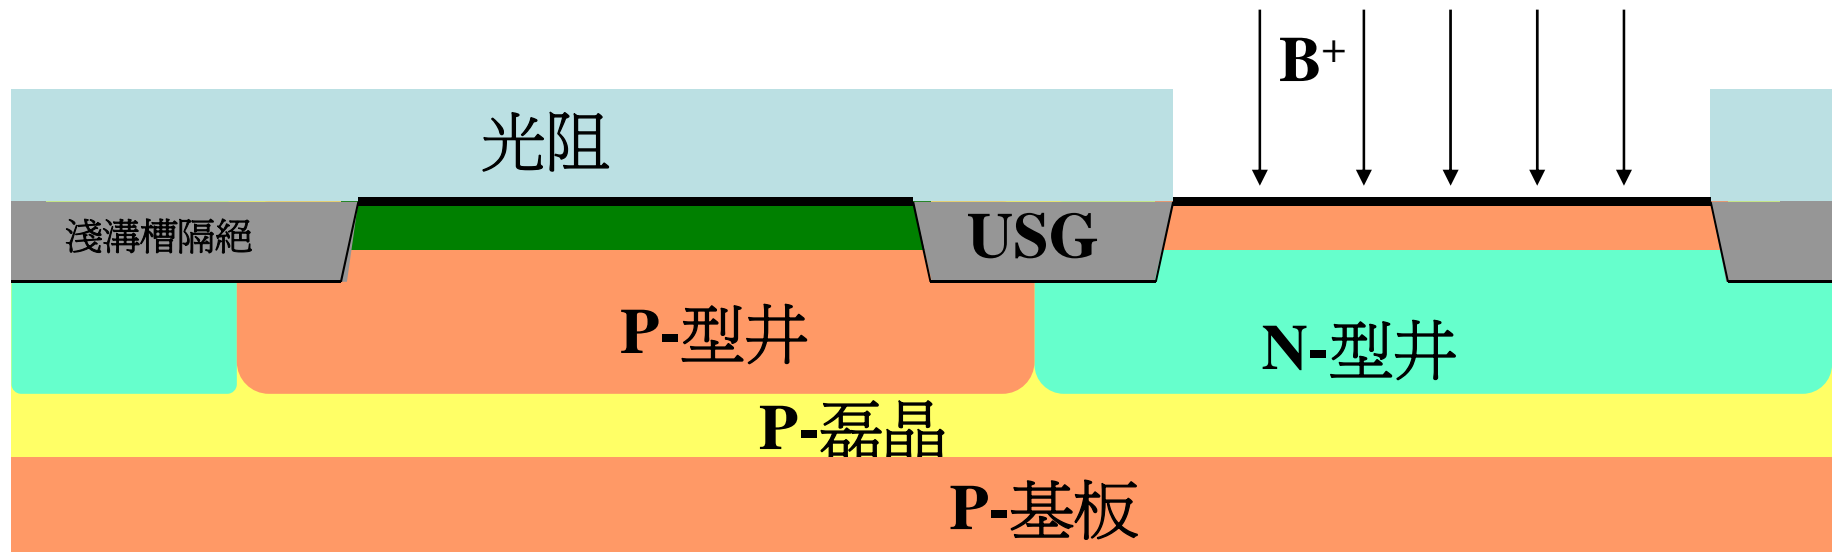 B+
光阻
淺溝槽隔絕
USG
P-型井
N-型井
P-磊晶
P-基板